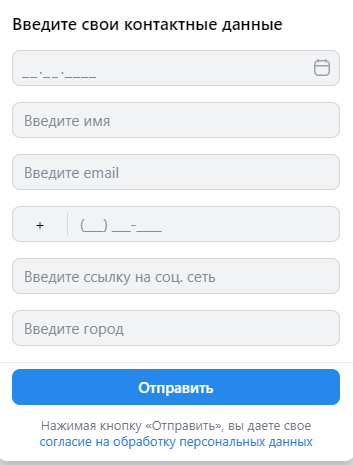 Введите свои контактные данные
__.__.____
Введите имя
Введите email
+ (___) ___-____
Введите ссылку на соц. сеть
Введите город
Отправить
Нажимая кнопку «Отправить», вы даете свое
согласие на обработку персональных данных